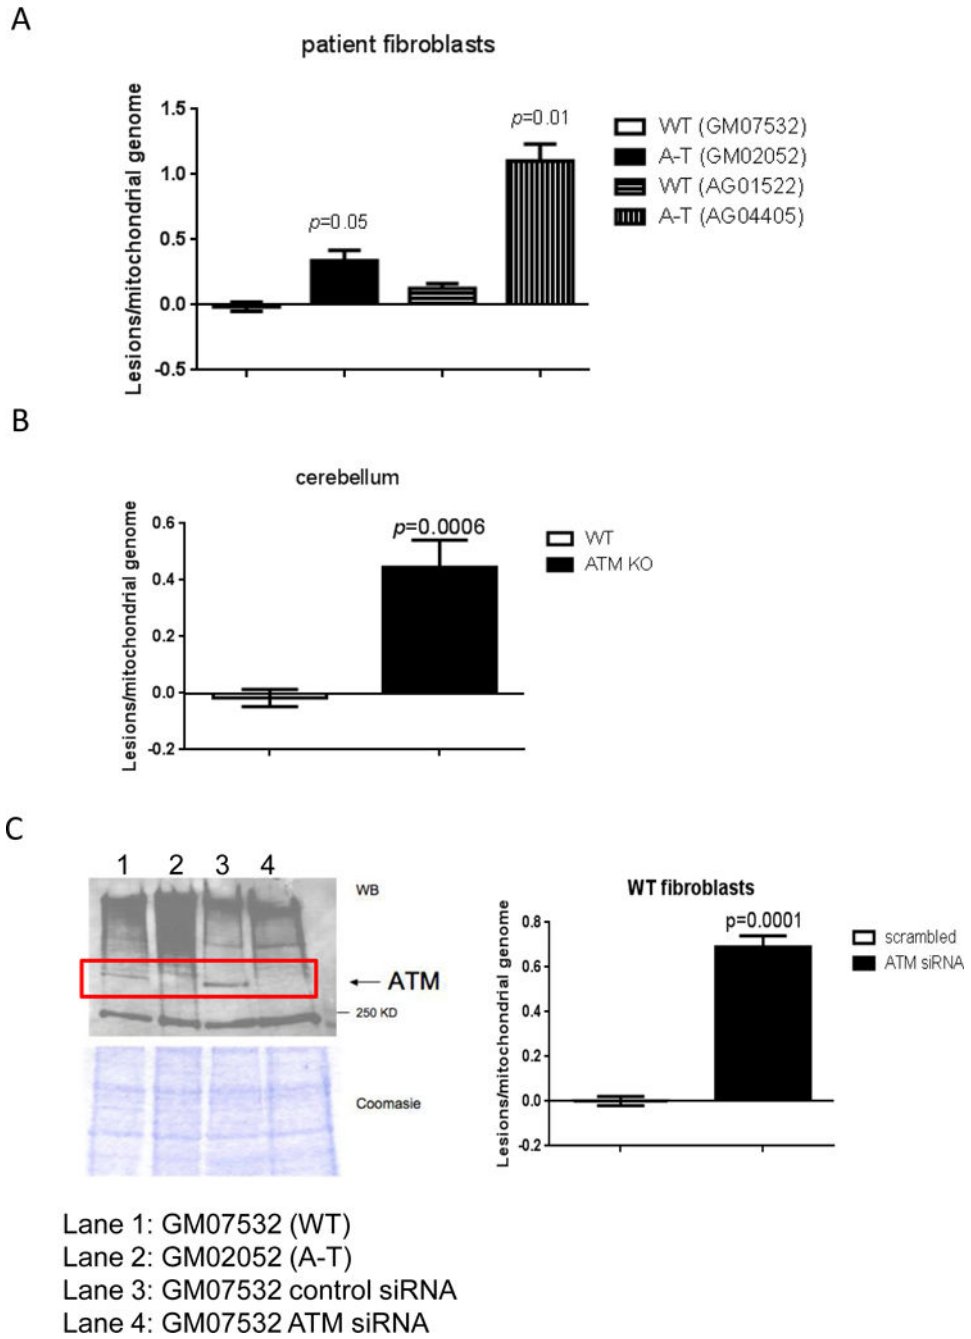 A
patient fibroblasts
Lesions/mitochondrial genome
1.5
1.0
0.5
0.0
-0.5
p=0.05
p=0.01
WT (GM07532)
A-T (GM02052)
WT (AG01522)
A-T (AG04405)
B
cerebellum
Lesions/mitochondrial genome
0.6
0.4
0.2
0.0
-0.2
p=0.0006
WT
ATM KO
C
1 2 3 4
WB
ATM
250 KD
Coomasie
WT fibroblasts
Lesions/mitochondrial genome
0.8
0.6
0.4
0.2
0.0
-0.2
p=0.0001
scrambled
ATM siRNA
Lane 1: GM07532 (WT)
Lane 2: GM02052 (A-T)
Lane 3: GM07532 control siRNA
Lane 4: GM07532 ATM siRNA